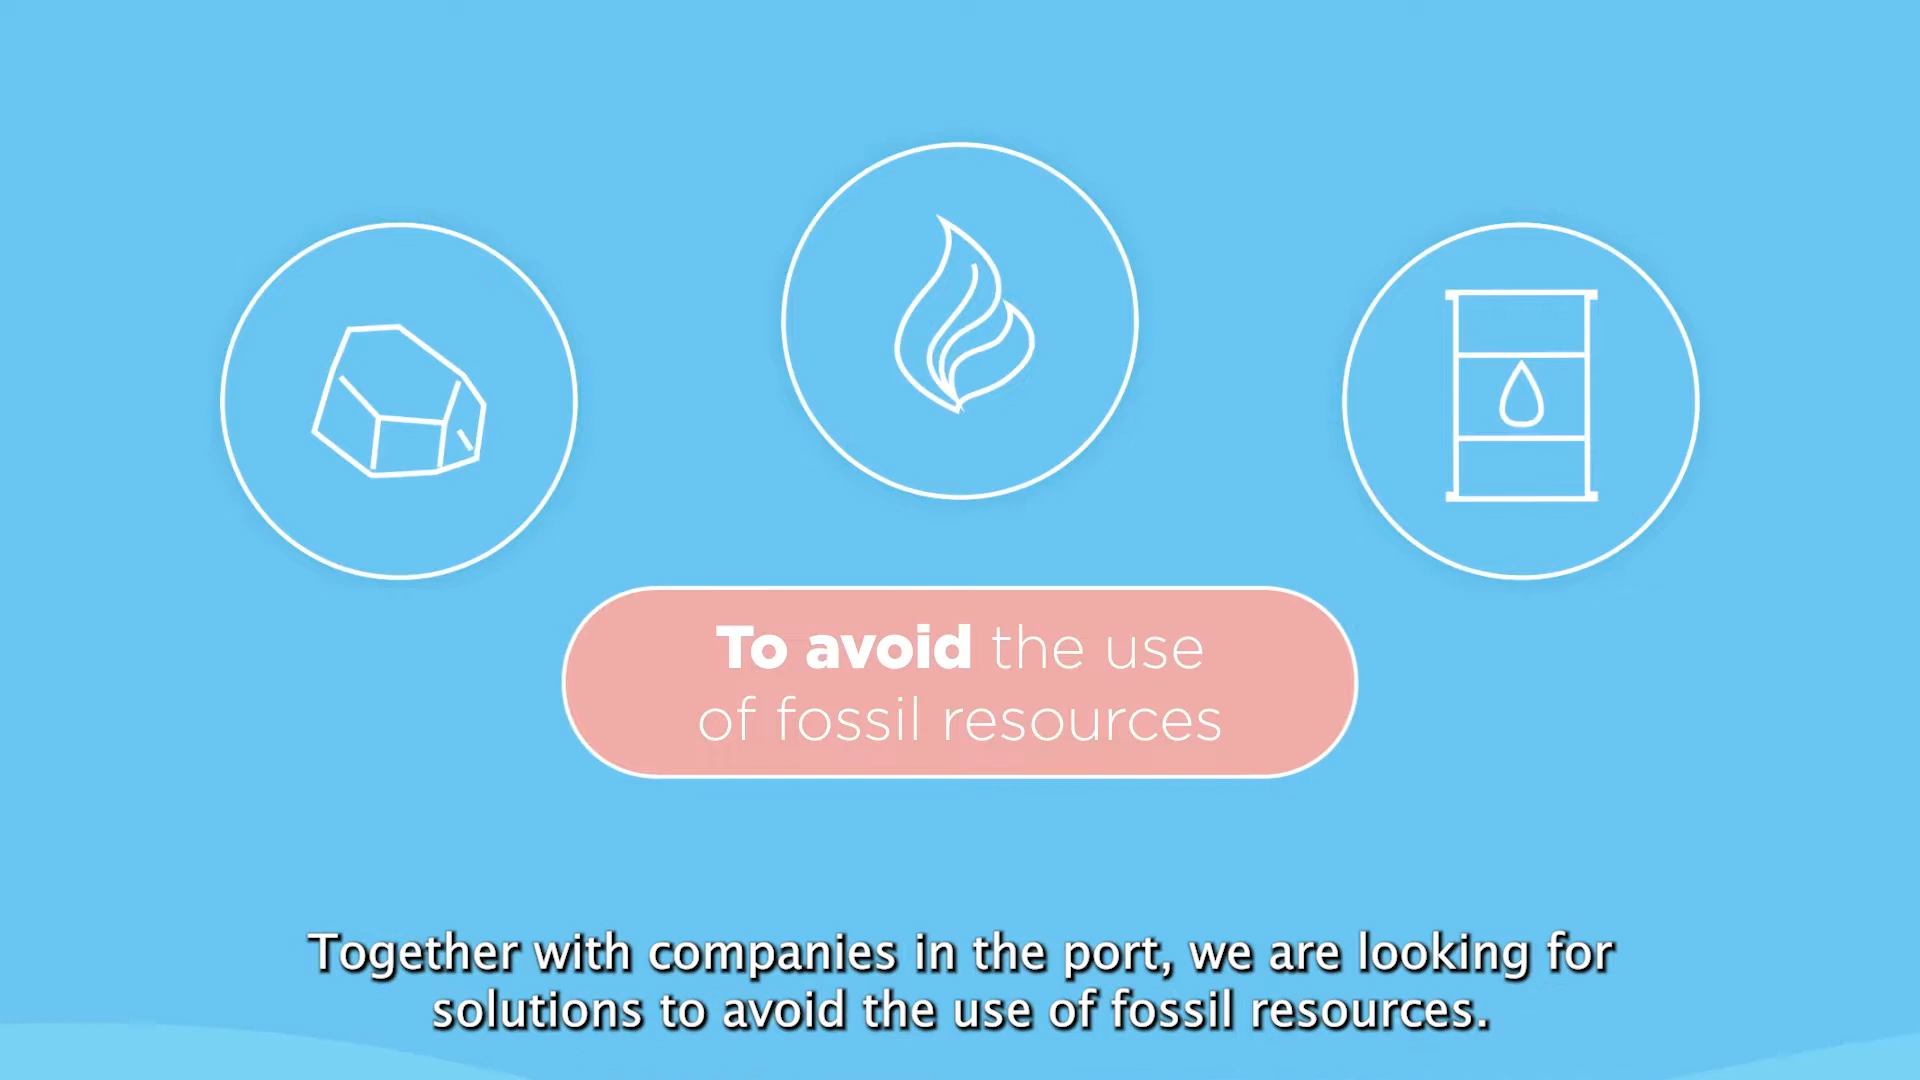 To avoid the use
of fossil resources
Together with companies in the port, we are looking for
solutions to avoid the use of fossil resources.